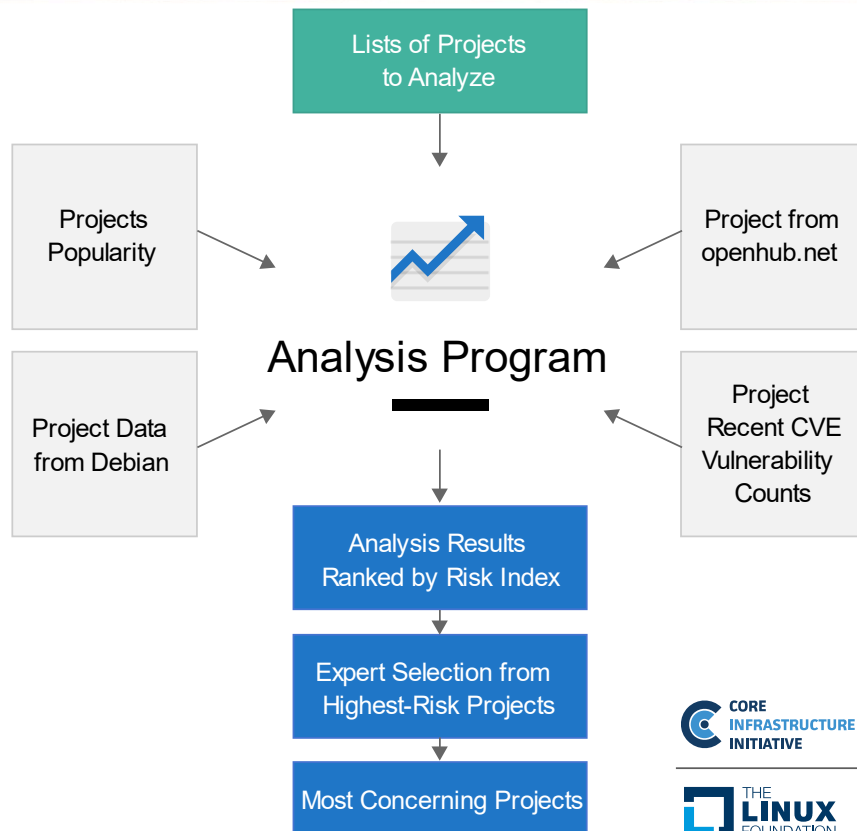 Lists of Projects
to Analyze
Projects
Popularity
Project from
openhub.net
Analysis Program
Project Data
from Debian
Project
Recent CVE
Vulnerability
Counts
Analysis Results
Ranked by Risk Index
Expert Selection from
Highest-Risk Projects
Most Concerning Projects
CORE
INFRASTRUCTURE
INITIATIVE
THE
LINUX
FOUNDATION